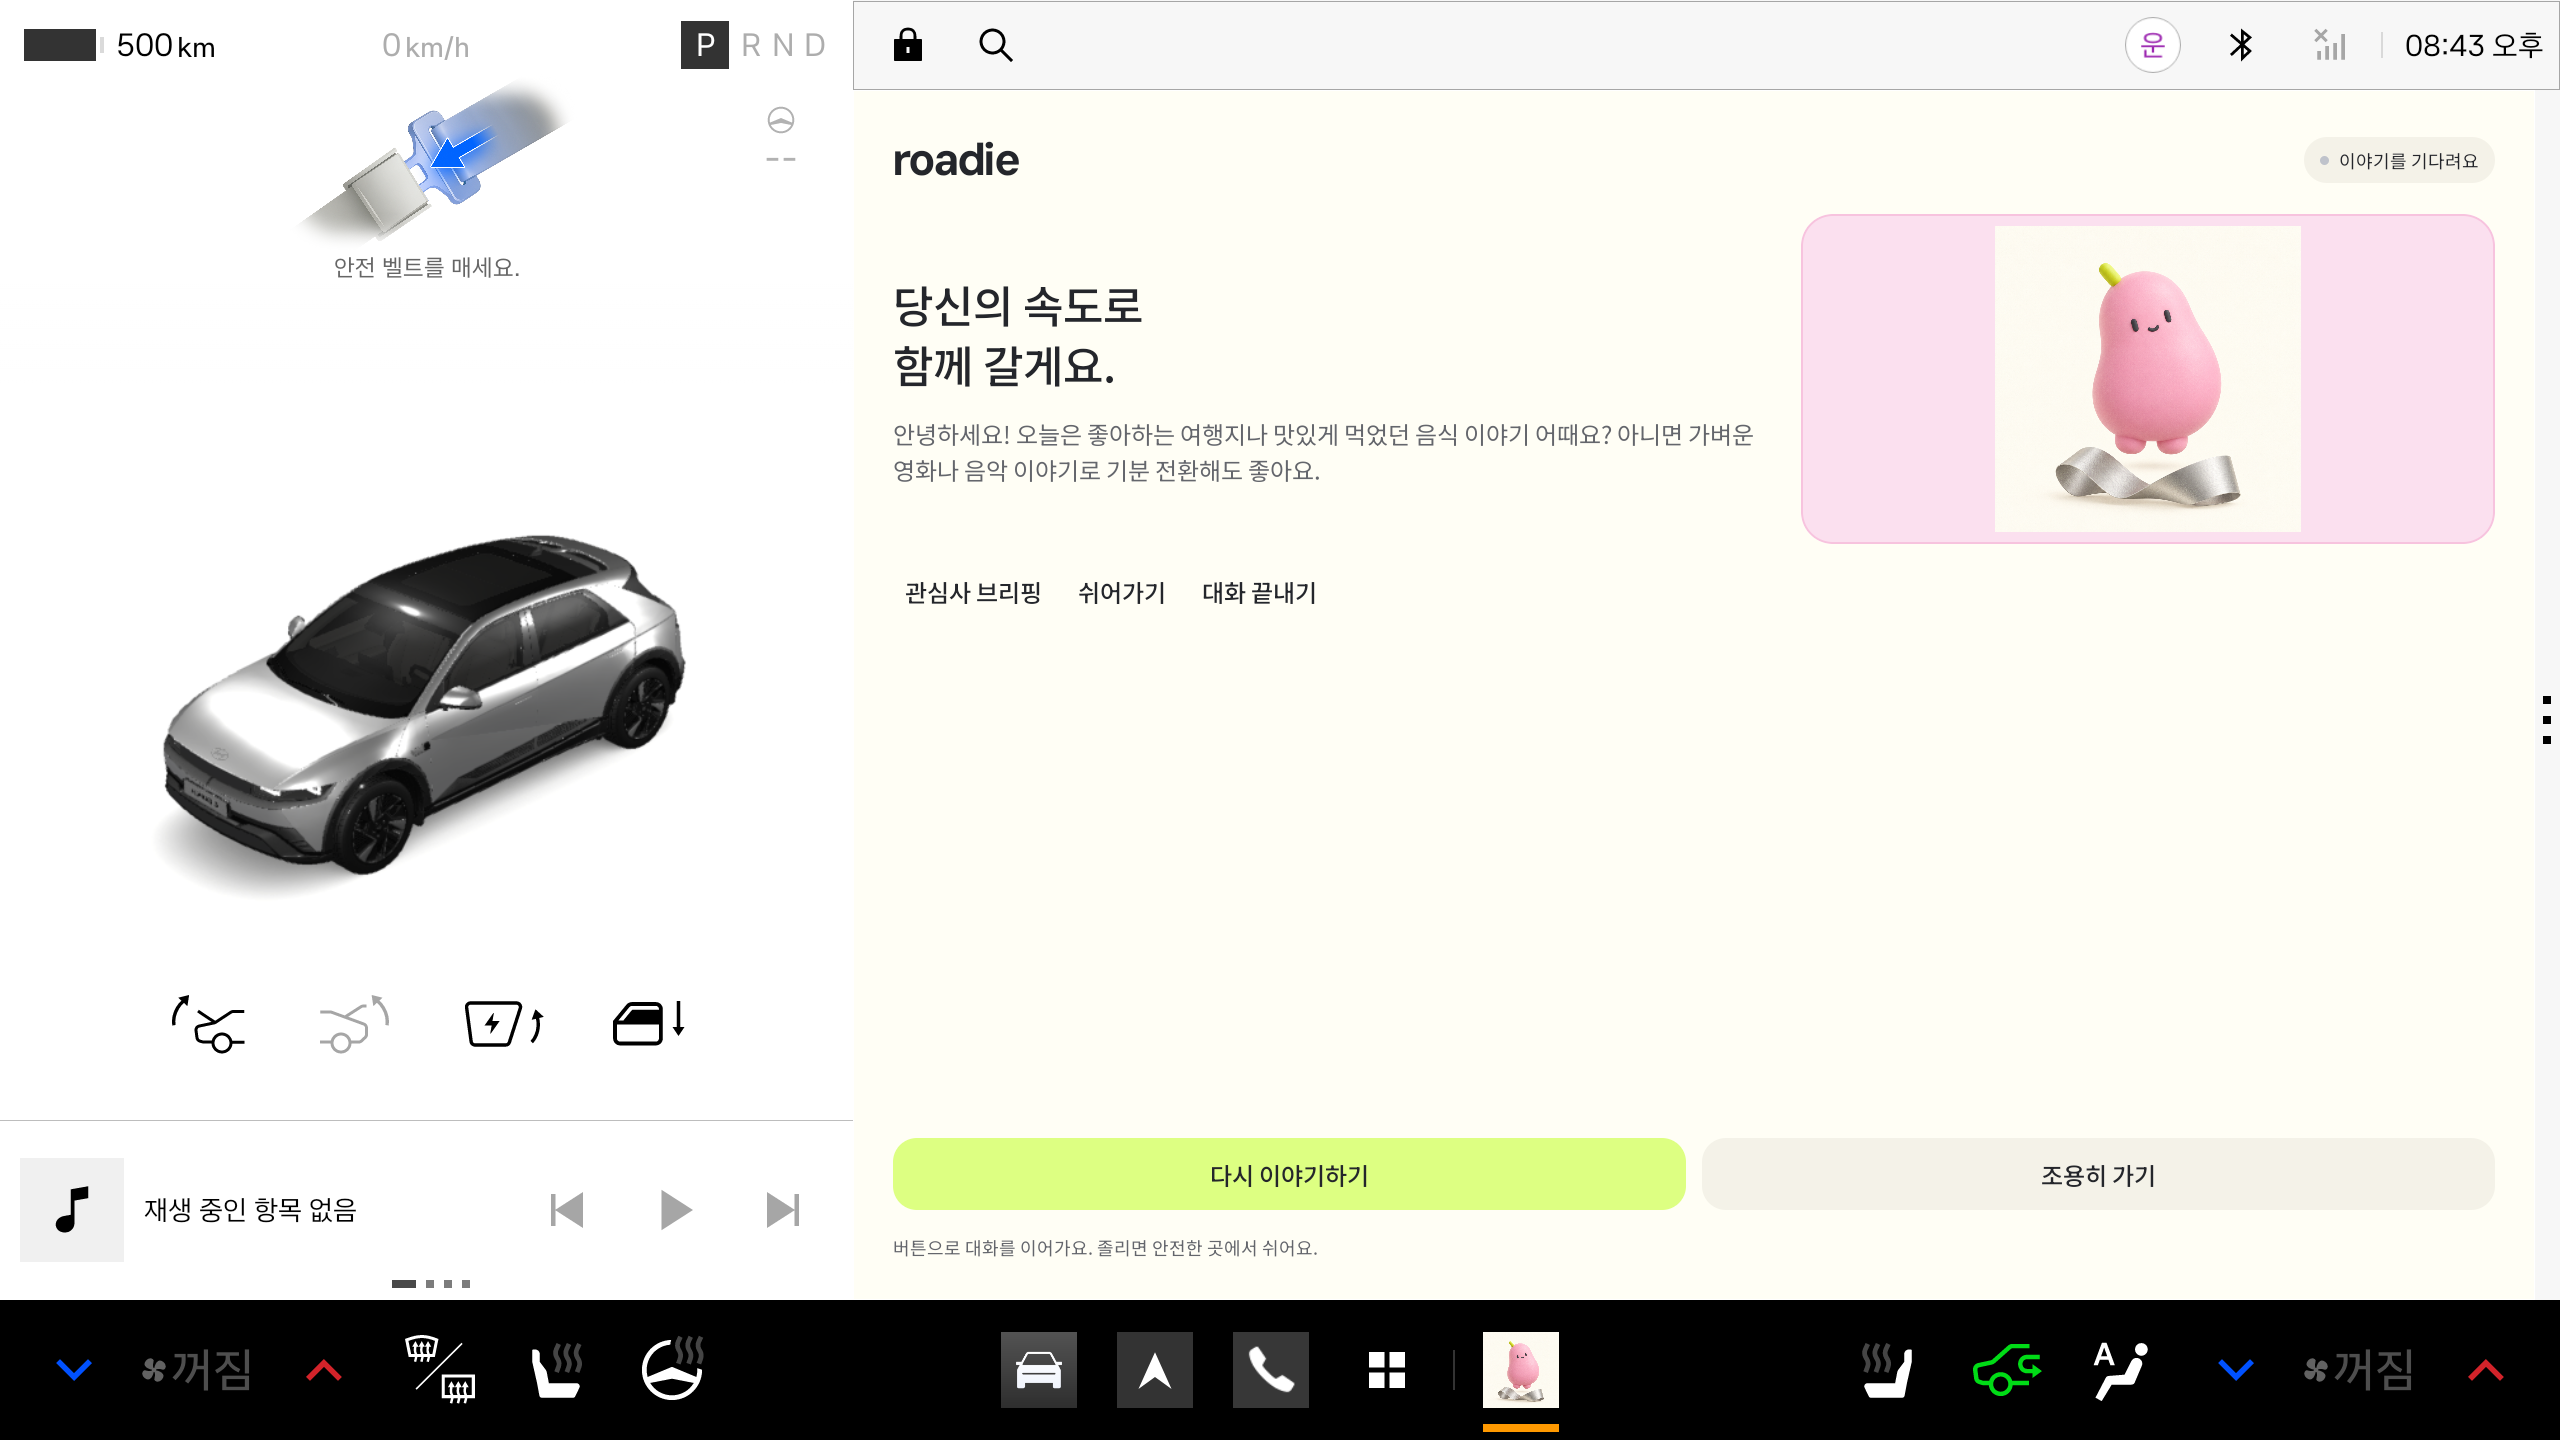 500 km
0 km/h
P R N D
운
08:43 오후
안전 벨트를 매세요.
roadie
이야기를 기다려요
당신의 속도로
함께 갈게요.
안녕하세요! 오늘은 좋아하는 여행지나 맛있게 먹었던 음식 이야기 어때요? 아니면 가벼운
영화나 음악 이야기로 기분 전환해도 좋아요.
관심사 브리핑 쉬어가기 대화 끝내기
재생 중인 항목 없음
다시 이야기하기
조용히 가기
버튼으로 대화를 이어가요. 졸리면 안전한 곳에서 쉬어요.
꺼짐
A
꺼짐